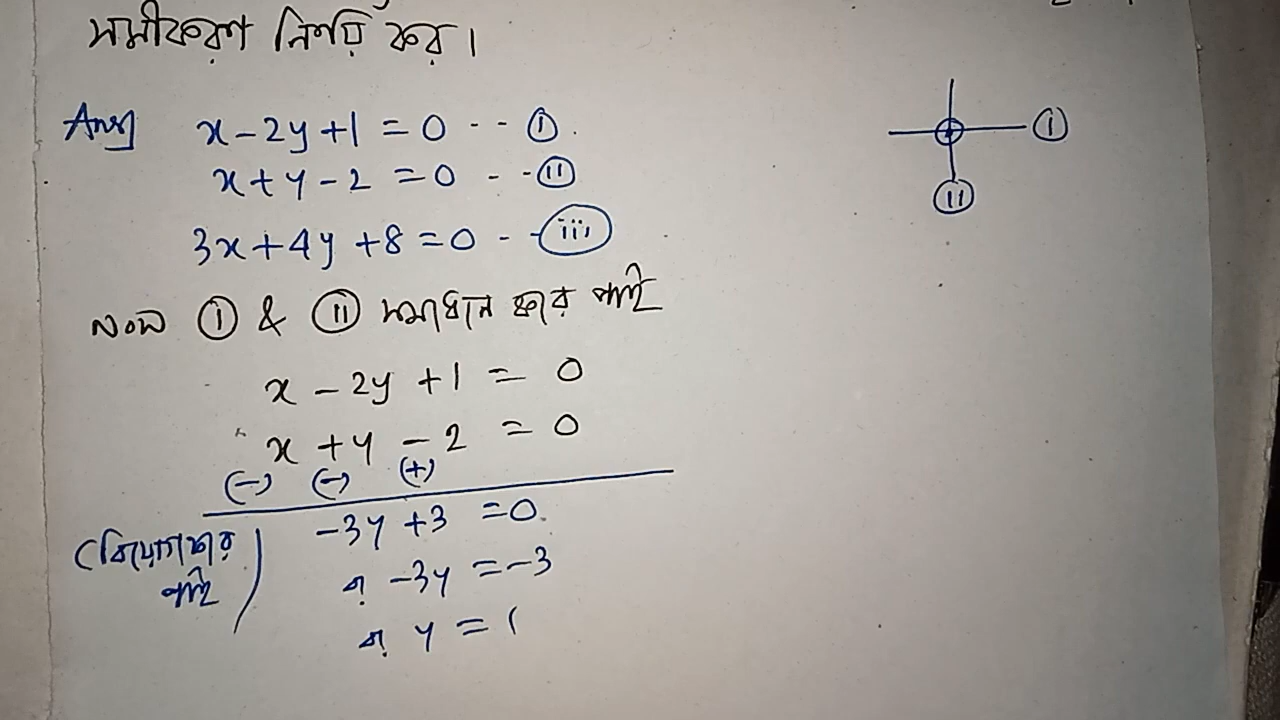 সমীকরণ নির্ণয় কর।
Ans) x - 2y + 1 = 0 -- (i)
x + y - 2 = 0 -- (ii)
3x + 4y + 8 = 0 -- (iii)
Now (i) & (ii) সমাধান করে পাই
x - 2y + 1 = 0
x + y - 2 = 0
(-) (-) (+)
(বিয়োগ করে পাই) -3y + 3 = 0
বা, -3y = -3
বা, y = 1
(i)
(ii)